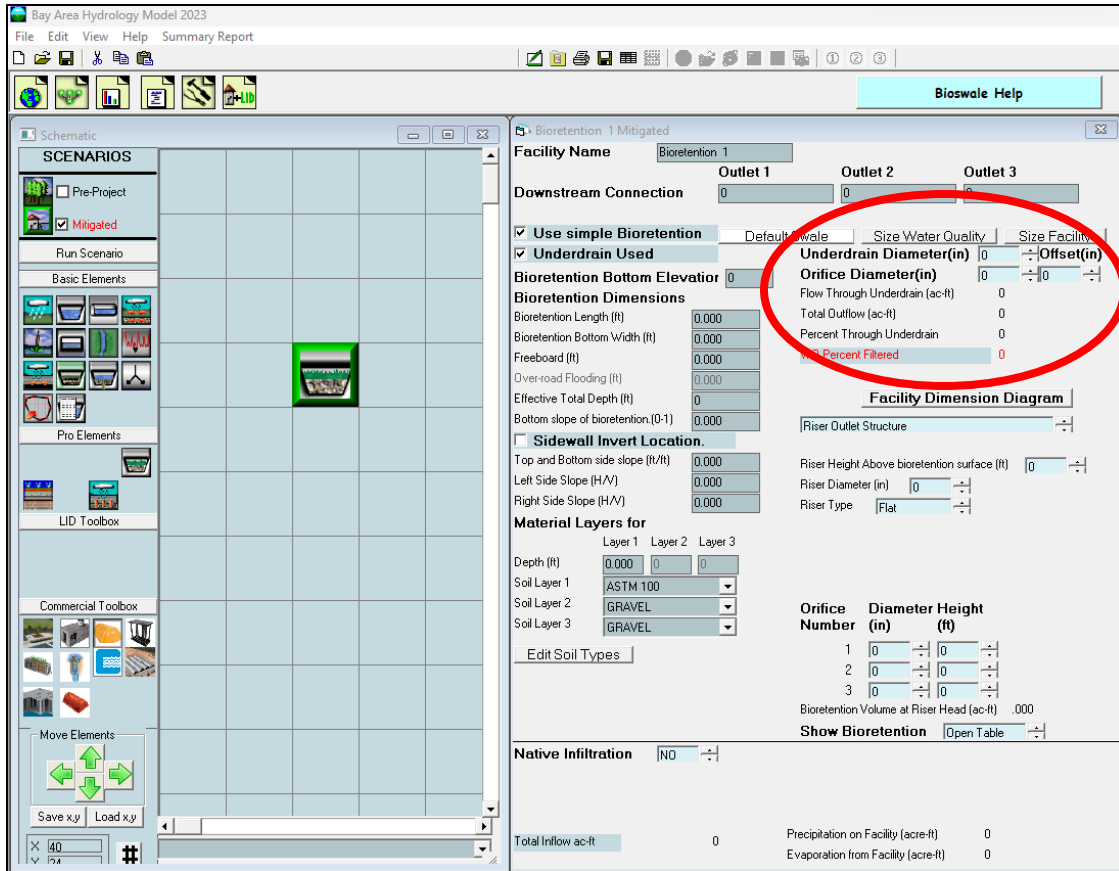 Bay Area Hydrology Model 2023
File Edit View Help Summary Report
① ② ③
+LID
Bioswale Help
Schematic
SCENARIOS
Pre-Project
Mitigated
Run Scenario
Basic Elements
Pro Elements
LID Toolbox
Commercial Toolbox
Move Elements
Save x,y Load x,y
X 40
Y 24
#
Bioretention 1 Mitigated
Facility Name Bioretention 1
Outlet 1 Outlet 2 Outlet 3
Downstream Connection 0 0 0
Use simple Bioretention Default Swale Size Water Quality Size Facility
Underdrain Used Underdrain Diameter(in) 0 Offset(in)
Bioretention Bottom Elevation 0 Orifice Diameter(in) 0 0
Bioretention Dimensions Flow Through Underdrain (ac-ft) 0
Bioretention Length (ft) 0.000 Total Outflow (ac-ft) 0
Bioretention Bottom Width (ft) 0.000 Percent Through Underdrain 0
Freeboard (ft) 0.000 Percent Filtered 0
Over-road Flooding (ft) 0.000
Effective Total Depth (ft) 0 Facility Dimension Diagram
Bottom slope of bioretention.(0-1) 0.000 Riser Outlet Structure
Sidewall Invert Location.
Top and Bottom side slope (ft/ft) 0.000 Riser Height Above bioretention surface (ft) 0
Left Side Slope (H/V) 0.000 Riser Diameter (in) 0
Right Side Slope (H/V) 0.000 Riser Type Flat
Material Layers for
Layer 1 Layer 2 Layer 3
Depth (ft) 0.000 0 0
Soil Layer 1 ASTM 100
Soil Layer 2 GRAVEL
Soil Layer 3 GRAVEL
Edit Soil Types
Orifice Diameter Height
Number (in) (ft)
1 0 0
2 0 0
3 0 0
Bioretention Volume at Riser Head (ac-ft) .000
Show Bioretention Open Table
Native Infiltration NO
Total Inflow ac-ft 0
Precipitation on Facility (acre-ft) 0
Evaporation from Facility (acre-ft) 0